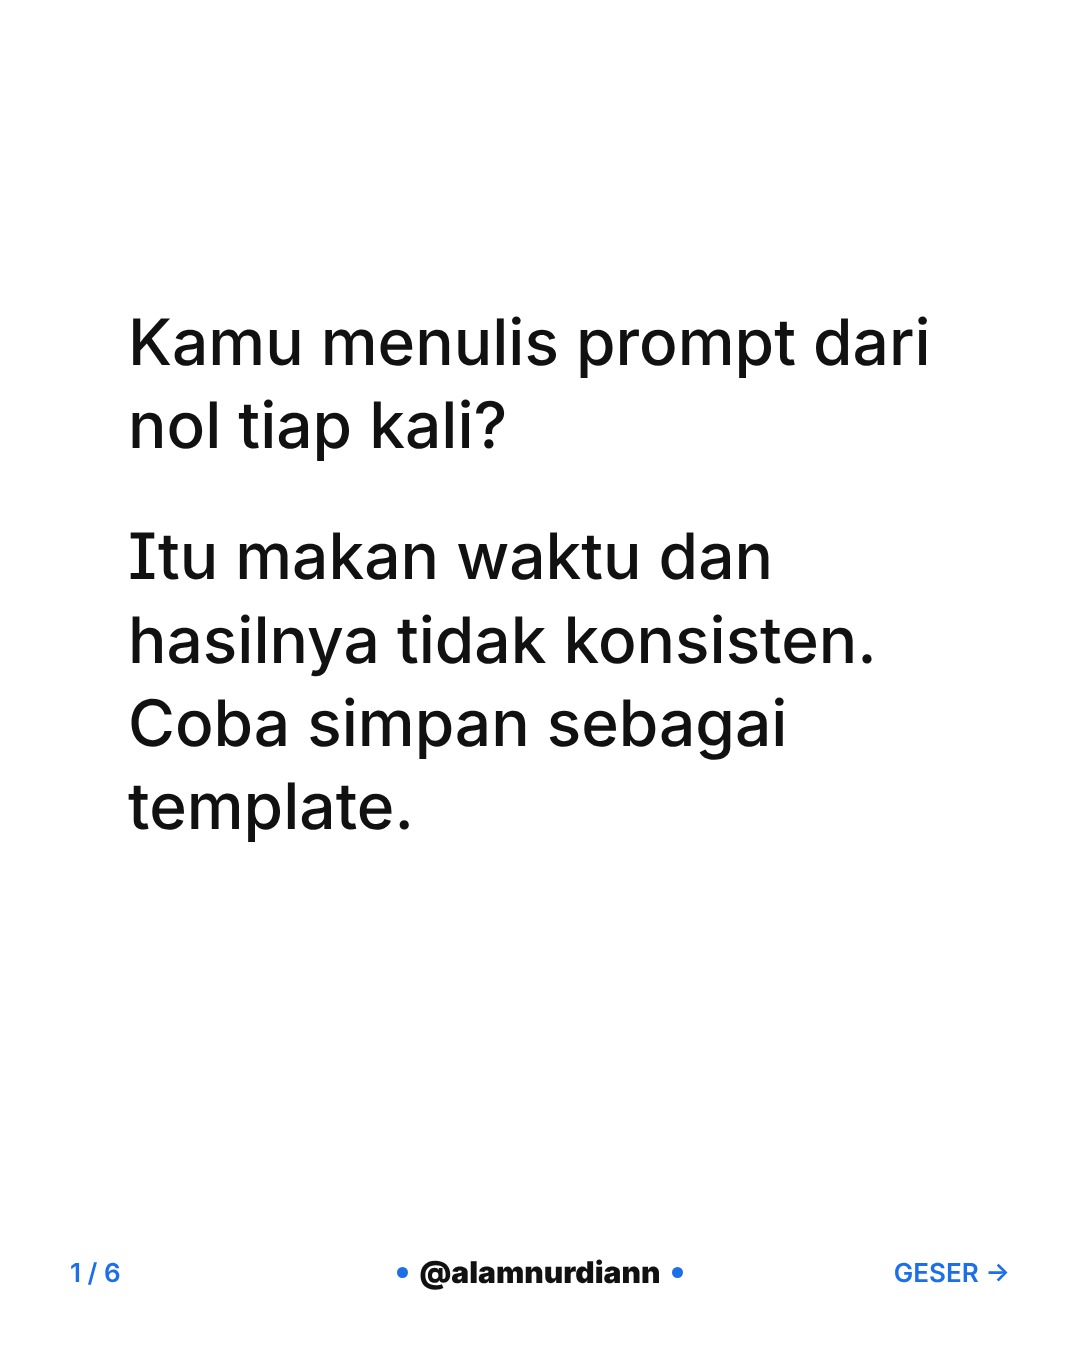 Kamu menulis prompt dari
nol tiap kali?
Itu makan waktu dan
hasilnya tidak konsisten.
Coba simpan sebagai
template.
1 / 6
• @alamnurdiann •
GESER →